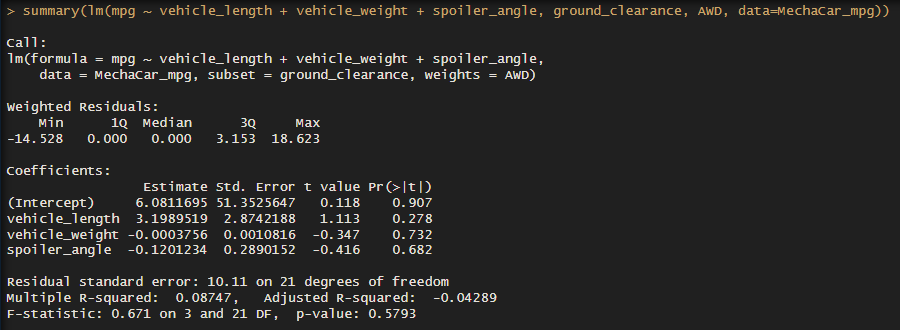 > summary(lm(mpg ~ vehicle_length + vehicle_weight + spoiler_angle, ground_clearance, AWD, data=MechaCar_mpg))
Call:
lm(formula = mpg ~ vehicle_length + vehicle_weight + spoiler_angle,
    data = MechaCar_mpg, subset = ground_clearance, weights = AWD)
Weighted Residuals:
    Min      1Q  Median      3Q     Max
-14.528   0.000   0.000   3.153  18.623
Coefficients:
                 Estimate Std. Error t value Pr(>|t|)
(Intercept)     6.0811695 51.3525647   0.118    0.907
vehicle_length  3.1989519  2.8742188   1.113    0.278
vehicle_weight -0.0003756  0.0010816  -0.347    0.732
spoiler_angle  -0.1201234  0.2890152  -0.416    0.682
Residual standard error: 10.11 on 21 degrees of freedom
Multiple R-squared:  0.08747,   Adjusted R-squared:  -0.04289
F-statistic: 0.671 on 3 and 21 DF,  p-value: 0.5793